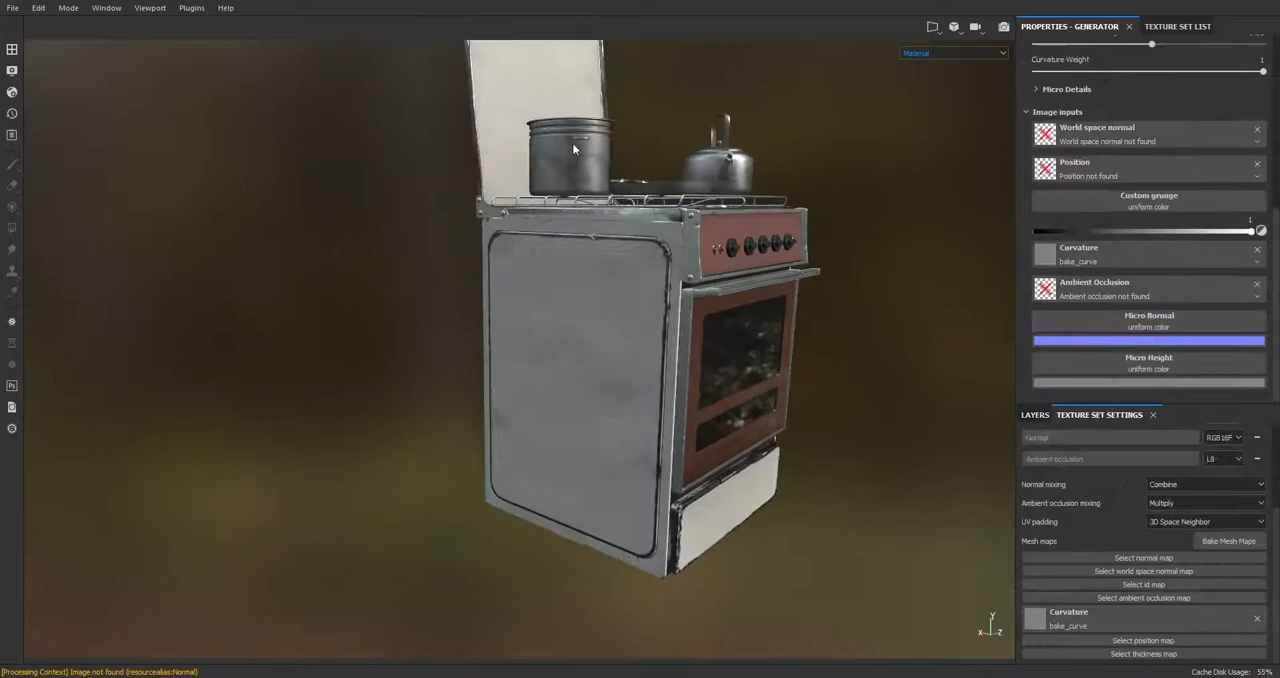 File Edit Mode Window Viewport Plugins Help
PROPERTIES - GENERATOR
TEXTURE SET LIST
Material
Curvature Weight
1
Micro Details
Image inputs
World space normal
World space normal not found
Position
Position not found
Custom grunge
uniform color
1
Curvature
bake_curve
Ambient Occlusion
Ambient occlusion not found
Micro Normal
uniform color
Micro Height
uniform color
LAYERS
TEXTURE SET SETTINGS
Normal
RGB16F
Ambient occlusion
L8
Normal mixing
Combine
Ambient occlusion mixing
Multiply
UV padding
3D Space Neighbor
Mesh maps
Bake Mesh Maps
Select normal map
Select world space normal map
Select id map
Select ambient occlusion map
Curvature
bake_curve
Select position map
Select thickness map
Y
X
Z
Ps
[Processing Context] Image not found (resourcealias:Normal)
Cache Disk Usage: 55%